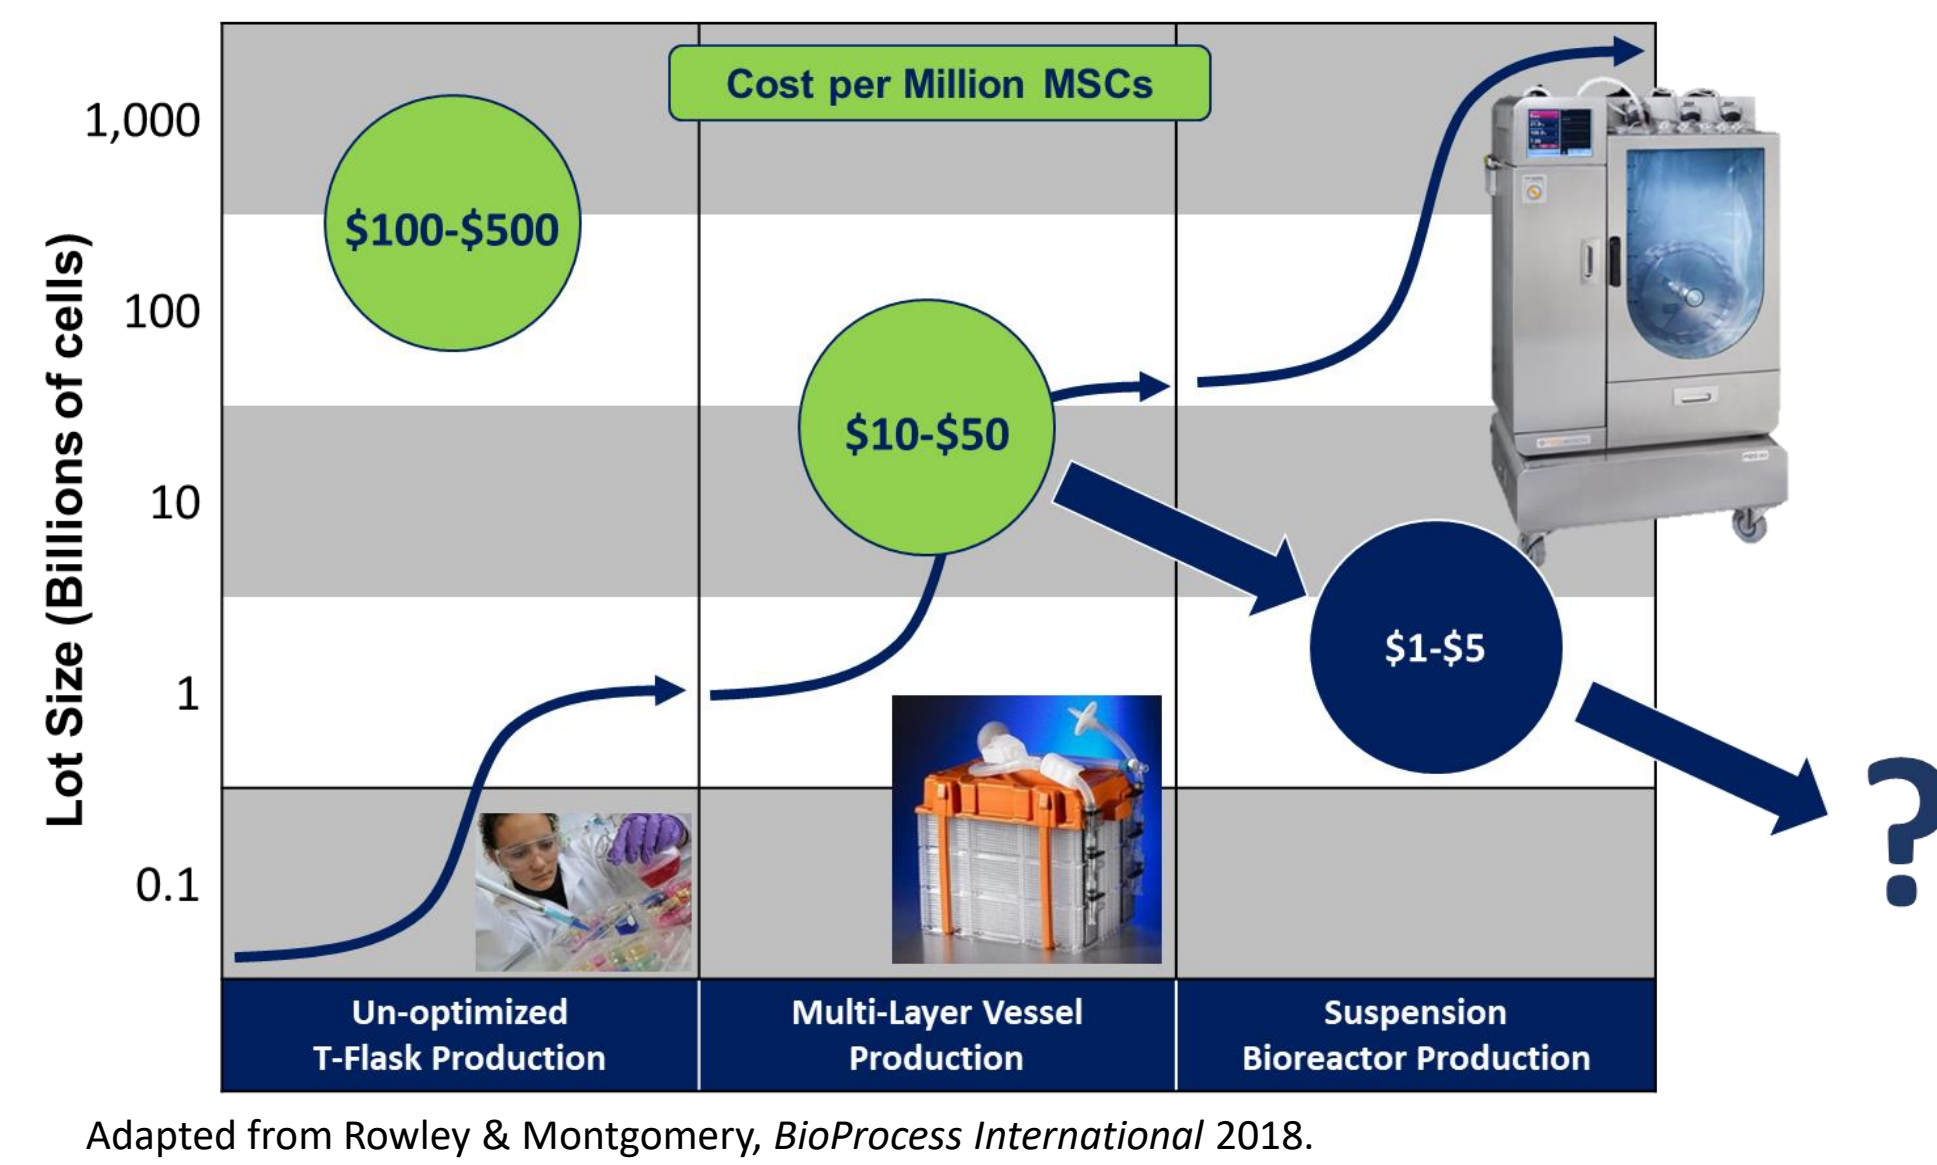 Cost per Million MSCs
Lot Size (Billions of cells)
1,000
100
10
1
0.1
$100-$500
$10-$50
$1-$5
?
Un-optimized
T-Flask Production
Multi-Layer Vessel
Production
Suspension
Bioreactor Production
Adapted from Rowley & Montgomery, BioProcess International 2018.